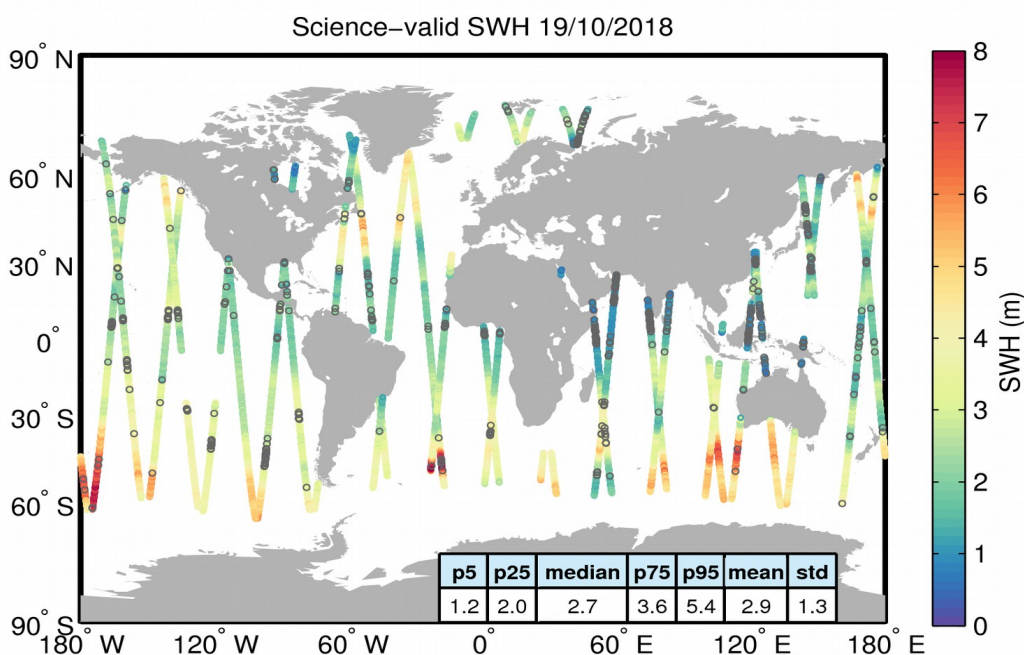 Science−valid SWH 19/10/2018
90° N
60° N
30° N
0°
30° S
60° S
90° S
180° W
120° W
60° W
0°
60° E
120° E
180° E
p5 p25 median p75 p95 mean std
1.2 2.0 2.7 3.6 5.4 2.9 1.3
8
7
6
5
4
3
2
1
0
SWH (m)